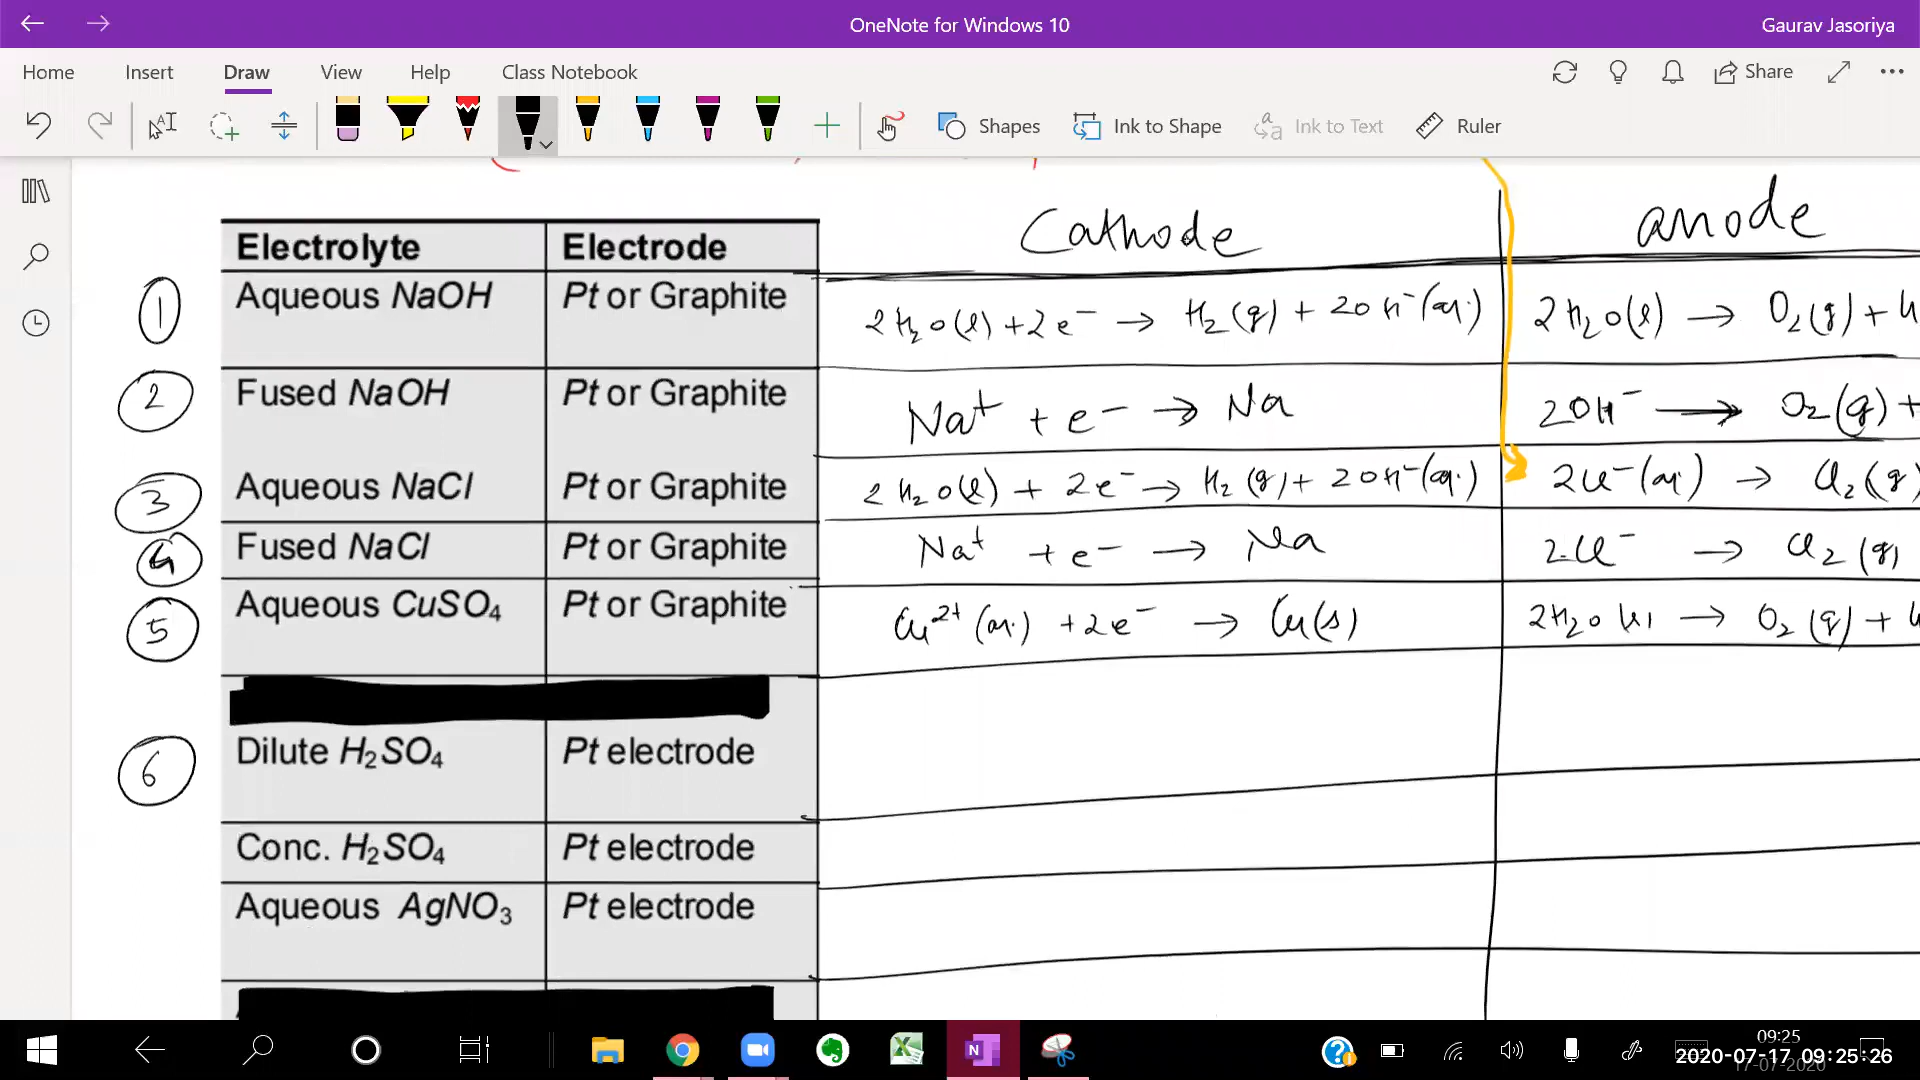 OneNote for Windows 10
Gaurav Jasoriya
Home Insert Draw View Help Class Notebook Share
Shapes Ink to Shape Ink to Text Ruler
Cathode anode
Electrolyte Electrode
1 Aqueous NaOH Pt or Graphite 2H₂O(l) + 2e⁻ → H₂(g) + 2OH⁻(aq.) 2H₂O(l) → O₂(g) + 4
2 Fused NaOH Pt or Graphite Na⁺ + e⁻ → Na 2OH⁻ → O₂(g) +
3 Aqueous NaCl Pt or Graphite 2H₂O(l) + 2e⁻ → H₂(g) + 2OH⁻(aq.) 2Cl⁻(aq.) → Cl₂(g)
4 Fused NaCl Pt or Graphite Na⁺ + e⁻ → Na 2Cl⁻ → Cl₂(g)
5 Aqueous CuSO₄ Pt or Graphite Cu²⁺(aq.) + 2e⁻ → Cu(s) 2H₂O(l) → O₂(g) + 4
6 Dilute H₂SO₄ Pt electrode
Conc. H₂SO₄ Pt electrode
Aqueous AgNO₃ Pt electrode
09:25
2020-07-17 09:25:26
17-07-2020